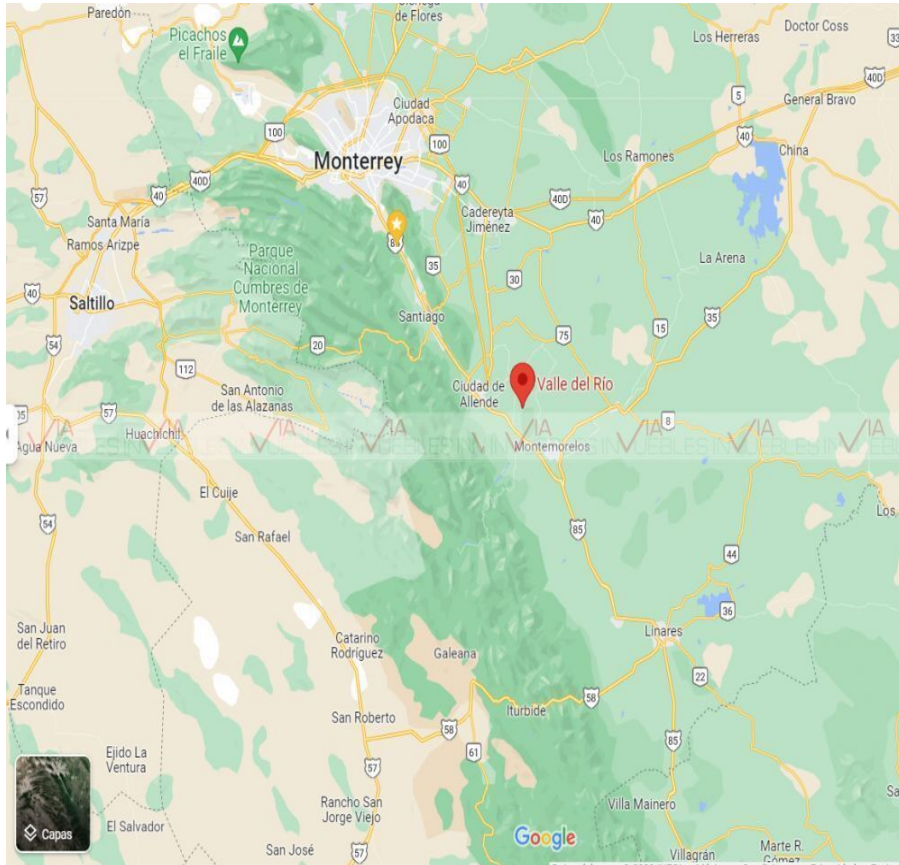 Paredón
Ciénega
de Flores
Doctor Coss
Picachos
el Fraile
Los Herreras
33
40D
5
General Bravo
Ciudad
Apodaca
100
100
40
China
57
Monterrey
Los Ramones
40D
40
40
40D
Santa María
Cadereyta
Jiménez
40
Ramos Arizpe
Parque
Nacional
Cumbres de
Monterrey
35
30
La Arena
40
Saltillo
Santiago
15
35
54
20
75
112
Ciudad de
Allende
Valle del Río
San Antonio
de las Alazanas
57
8
Agua Nueva
Huachichil
Montemorelos
VIA
INMUEBLES
El Cuije
54
San Rafael
85
Los
44
36
San Juan
del Retiro
Catarino
Rodríguez
Galeana
Linares
22
Tanque
Escondido
San Roberto
58
Iturbide
58
61
85
Ejido La
Ventura
57
Rancho San
Jorge Viejo
Villa Mainero
Capas
El Salvador
Google
San José
Villagrán
Marte R.
Gómez